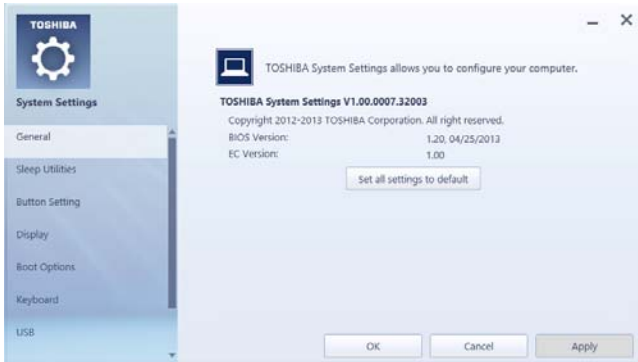 TOSHIBA
System Settings
General
Sleep Utilities
Button Setting
Display
Boot Options
Keyboard
USB
TOSHIBA System Settings allows you to configure your computer.
TOSHIBA System Settings V1.00.0007.32003
Copyright 2012-2013 TOSHIBA Corporation. All right reserved.
BIOS Version: 1.20, 04/25/2013
EC Version: 1.00
Set all settings to default
OK Cancel Apply